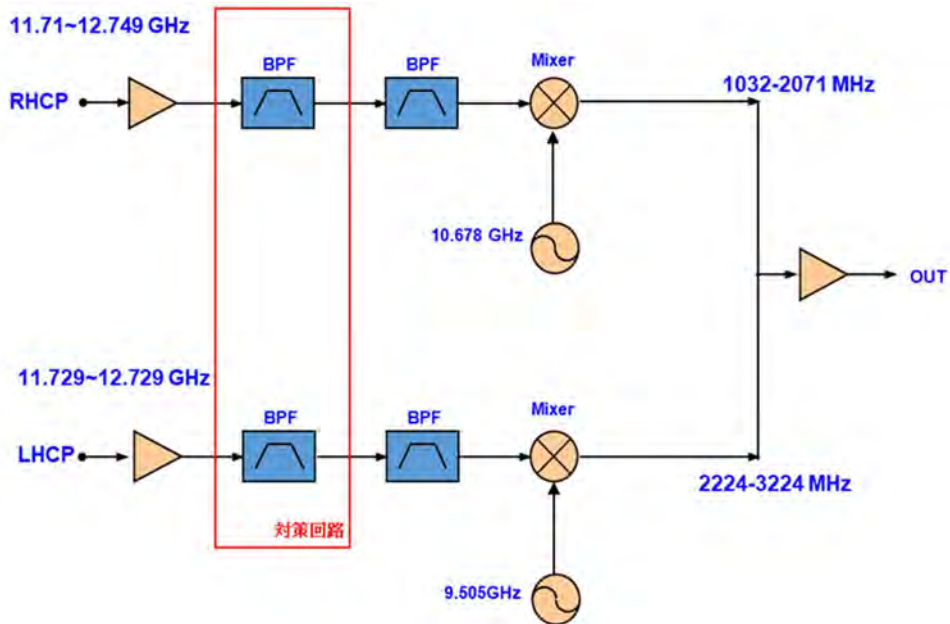 11.71~12.749 GHz
BPF
BPF
Mixer
RHCP
1032-2071 MHz
10.678 GHz
OUT
11.729~12.729 GHz
BPF
BPF
Mixer
LHCP
2224-3224 MHz
対策回路
9.505GHz